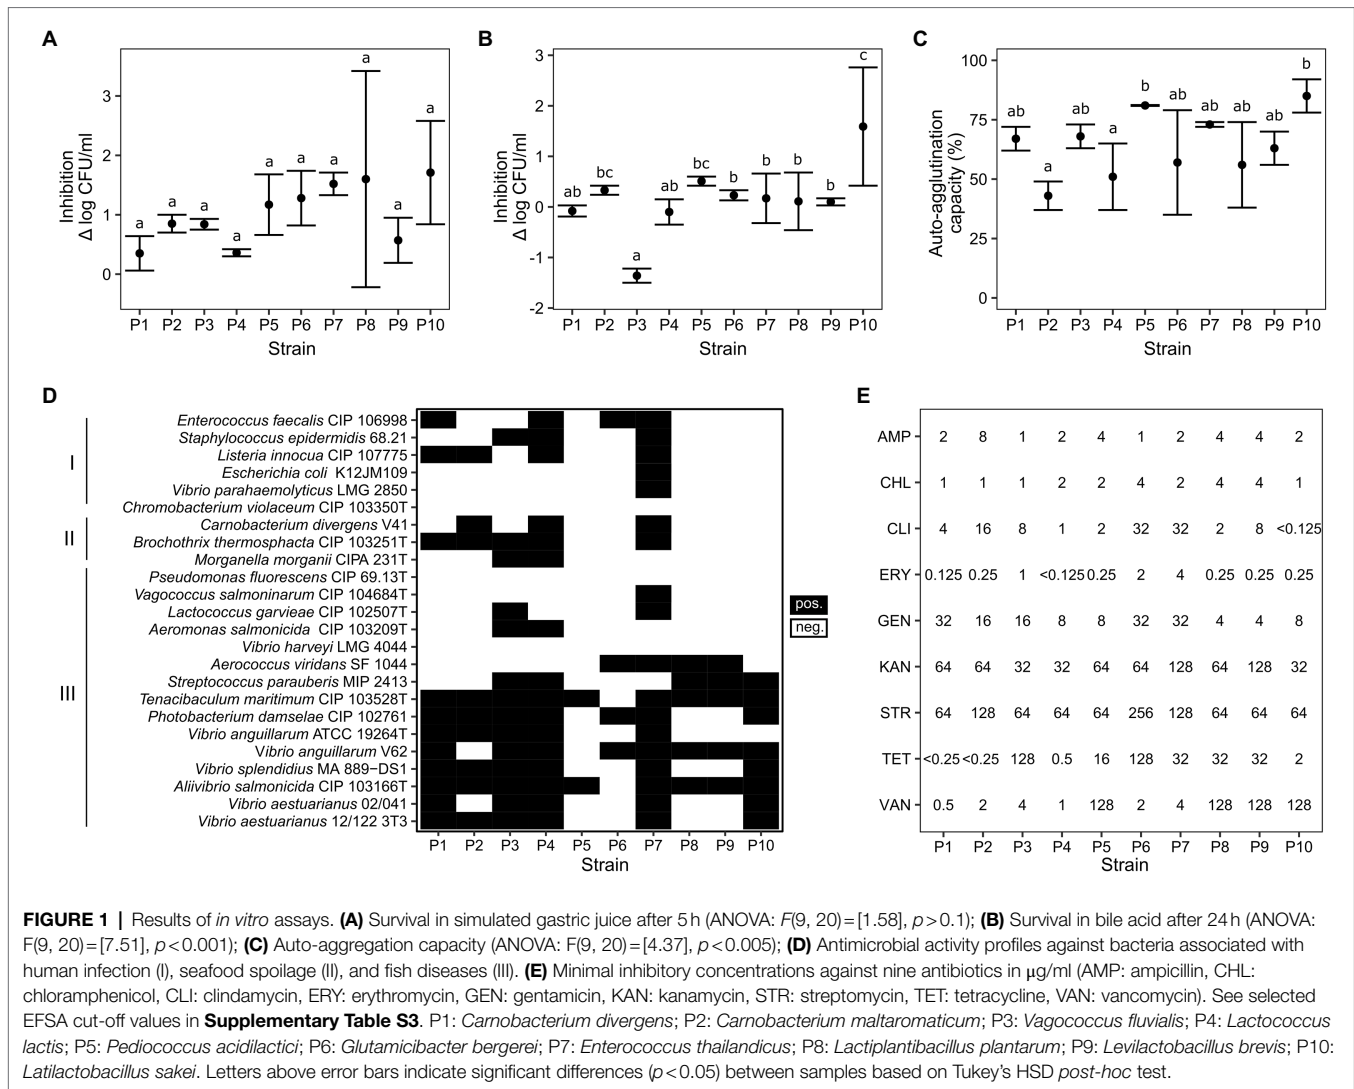 A
B
C
a a a a a a a a a a
Inhibition
Δ log CFU/ml
3
2
1
0
P1 P2 P3 P4 P5 P6 P7 P8 P9 P10
Strain
ab bc a ab bc b b b b c
Inhibition
Δ log CFU/ml
3
2
1
0
-1
-2
P1 P2 P3 P4 P5 P6 P7 P8 P9 P10
Strain
ab a ab a b ab ab ab ab b
Auto-agglutination
capacity (%)
100
75
50
25
0
P1 P2 P3 P4 P5 P6 P7 P8 P9 P10
Strain
D
I
II
III
Enterococcus faecalis CIP 106998
Staphylococcus epidermidis 68.21
Listeria innocua CIP 107775
Escherichia coli K12JM109
Vibrio parahaemolyticus LMG 2850
Chromobacterium violaceum CIP 103350T
Carnobacterium divergens V41
Brochothrix thermosphacta CIP 103251T
Morganella morganii CIPA 231T
Pseudomonas fluorescens CIP 69.13T
Vagococcus salmoninarum CIP 104684T
Lactococcus garvieae CIP 102507T
Aeromonas salmonicida CIP 103209T
Vibrio harveyi LMG 4044
Aerococcus viridans SF 1044
Streptococcus parauberis MIP 2413
Tenacibaculum maritimum CIP 103528T
Photobacterium damselae CIP 102761
Vibrio anguillarum ATCC 19264T
Vibrio anguillarum V62
Vibrio splendidius MA 889−DS1
Aliivibrio salmonicida CIP 103166T
Vibrio aestuarianus 02/041
Vibrio aestuarianus 12/122 3T3
P1 P2 P3 P4 P5 P6 P7 P8 P9 P10
Strain
pos.
neg.
E
AMP 2 8 1 2 4 1 2 4 4 2
CHL 1 1 1 2 2 4 2 4 4 1
CLI 4 16 8 1 2 32 32 2 8 <0.125
ERY 0.125 0.25 1 <0.125 0.25 2 4 0.25 0.25 0.25
GEN 32 16 16 8 8 32 32 4 4 8
KAN 64 64 32 32 64 64 128 64 128 32
STR 64 128 64 64 64 256 128 64 64 64
TET <0.25 <0.25 128 0.5 16 128 32 32 32 2
VAN 0.5 2 4 1 128 2 4 128 128 128
P1 P2 P3 P4 P5 P6 P7 P8 P9 P10
Strain
FIGURE 1 | Results of in vitro assays. (A) Survival in simulated gastric juice after 5 h (ANOVA: F(9, 20) = [1.58], p > 0.1); (B) Survival in bile acid after 24 h (ANOVA:
F(9, 20) = [7.51], p < 0.001); (C) Auto-aggregation capacity (ANOVA: F(9, 20) = [4.37], p < 0.005); (D) Antimicrobial activity profiles against bacteria associated with
human infection (I), seafood spoilage (II), and fish diseases (III). (E) Minimal inhibitory concentrations against nine antibiotics in μg/ml (AMP: ampicillin, CHL:
chloramphenicol, CLI: clindamycin, ERY: erythromycin, GEN: gentamicin, KAN: kanamycin, STR: streptomycin, TET: tetracycline, VAN: vancomycin). See selected
EFSA cut-off values in Supplementary Table S3. P1: Carnobacterium divergens; P2: Carnobacterium maltaromaticum; P3: Vagococcus fluvialis; P4: Lactococcus
lactis; P5: Pediococcus acidilactici; P6: Glutamicibacter bergerei; P7: Enterococcus thailandicus; P8: Lactiplantibacillus plantarum; P9: Levilactobacillus brevis; P10:
Latilactobacillus sakei. Letters above error bars indicate significant differences (p < 0.05) between samples based on Tukey's HSD post-hoc test.